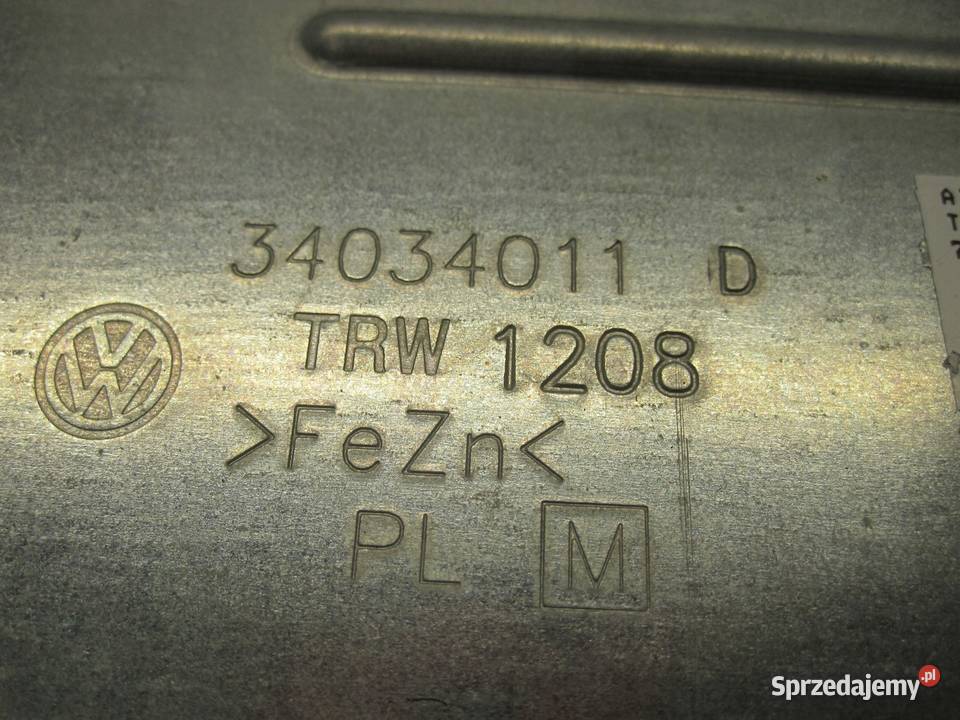 34034011 D
TRW 1208
>FeZn<
PL M
A
T
Sprzedajemy.pl